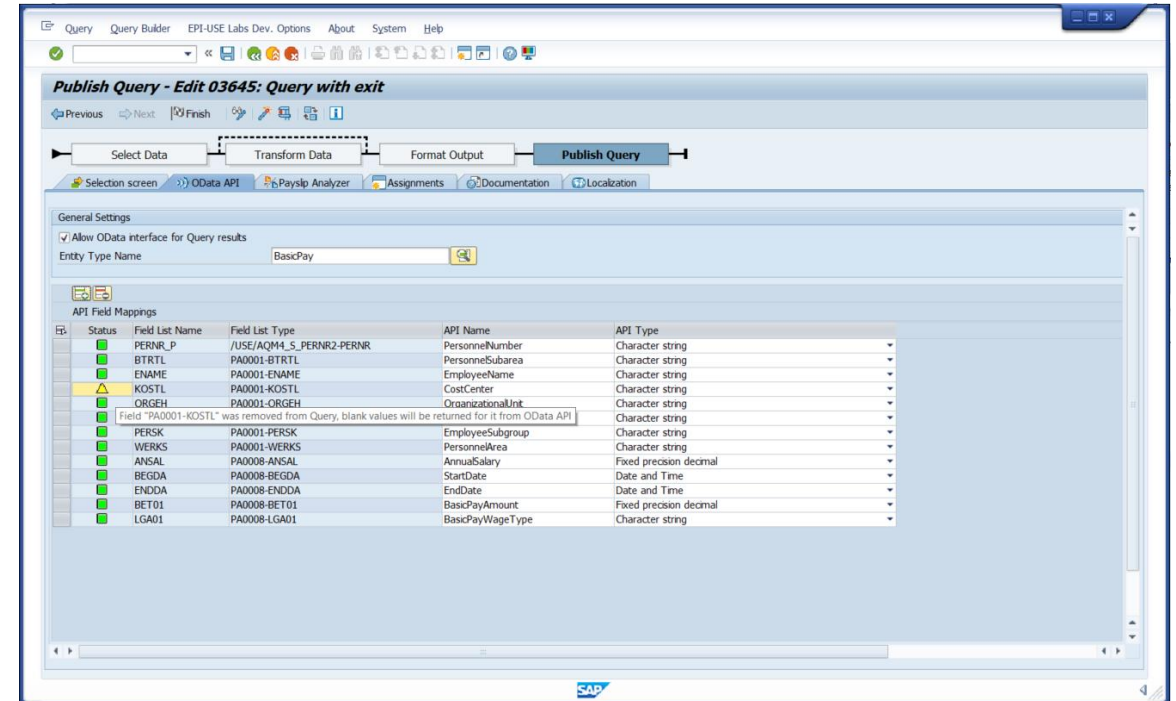 Query Query Builder EPI-USE Labs Dev. Options About System Help
Publish Query - Edit 03645: Query with exit
Previous Next Finish
Select Data Transform Data Format Output Publish Query
Selection screen OData API Payslip Analyzer Assignments Documentation Localization
General Settings
Allow OData interface for Query results
Entity Type Name BasicPay
API Field Mappings
Status Field List Name Field List Type API Name API Type
PERNR_P /USE/AQM4_S_PERNR2-PERNR PersonnelNumber Character string
BTRTL PA0001-BTRTL PersonnelSubarea Character string
ENAME PA0001-ENAME EmployeeName Character string
KOSTL PA0001-KOSTL CostCenter Character string
ORGEH PA0001-ORGEH OrganizationalUnit Character string
Field "PA0001-KOSTL" was removed from Query, blank values will be returned for it from OData API Character string
PERSK PA0001-PERSK EmployeeSubgroup Character string
WERKS PA0001-WERKS PersonnelArea Character string
ANSAL PA0008-ANSAL AnnualSalary Fixed precision decimal
BEGDA PA0008-BEGDA StartDate Date and Time
ENDDA PA0008-ENDDA EndDate Date and Time
BET01 PA0008-BET01 BasicPayAmount Fixed precision decimal
LGA01 PA0008-LGA01 BasicPayWageType Character string
SAP